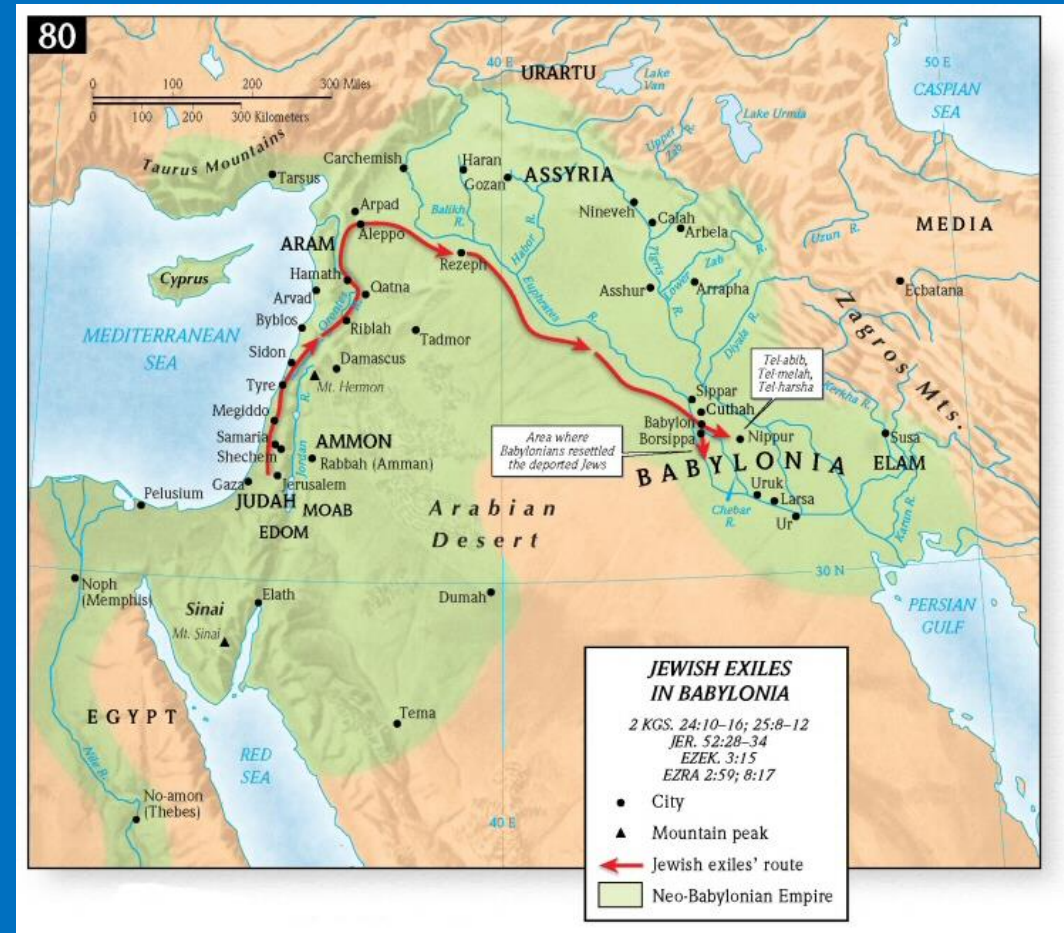 80
0 100 200 300 Miles
0 100 200 300 Kilometers
40 E
50 E
URARTU
Lake
Van
CASPIAN
SEA
Lake Urmia
Upper
Zab R.
Taurus Mountains
Tarsus
Carchemish
Haran
Gozan
ASSYRIA
Balikh
R.
Habor R.
Nineveh
Calah
Arbela
MEDIA
Uzun R.
Arpad
Aleppo
ARAM
Rezeph
Tigris
R.
Lower
Zab
R.
Cyprus
Hamath
Arvad
Qatna
Asshur
Arrapha
Ecbatana
Euphrates
R.
Orontes
R.
Byblos
Riblah
Tadmor
Diyala
R.
Zagros Mts.
MEDITERRANEAN
SEA
Sidon
Damascus
Mt. Hermon
Tyre
Tel-abib,
Tel-melah,
Tel-harsha
Kerkha R.
Megiddo
Sippar
Cuthah
Babylon
Borsippa
Nippur
Susa
Samaria
Shechem
AMMON
Rabbah (Amman)
Jordan
R.
Area where
Babylonians resettled
the deported Jews
BABYLONIA
ELAM
Gaza
Jerusalem
JUDAH
MOAB
EDOM
Pelusium
Arabian
Desert
Uruk
Larsa
Ur
Chebar
R.
Karun R.
30 N
Noph
(Memphis)
Sinai
Mt. Sinai
Elath
Dumah
PERSIAN
GULF
EGYPT
Tema
RED
SEA
Nile R.
No-amon
(Thebes)
40 E
JEWISH EXILES
IN BABYLONIA
2 KGS. 24:10–16; 25:8–12
JER. 52:28–34
EZEK. 3:15
EZRA 2:59; 8:17
City
Mountain peak
Jewish exiles' route
Neo-Babylonian Empire